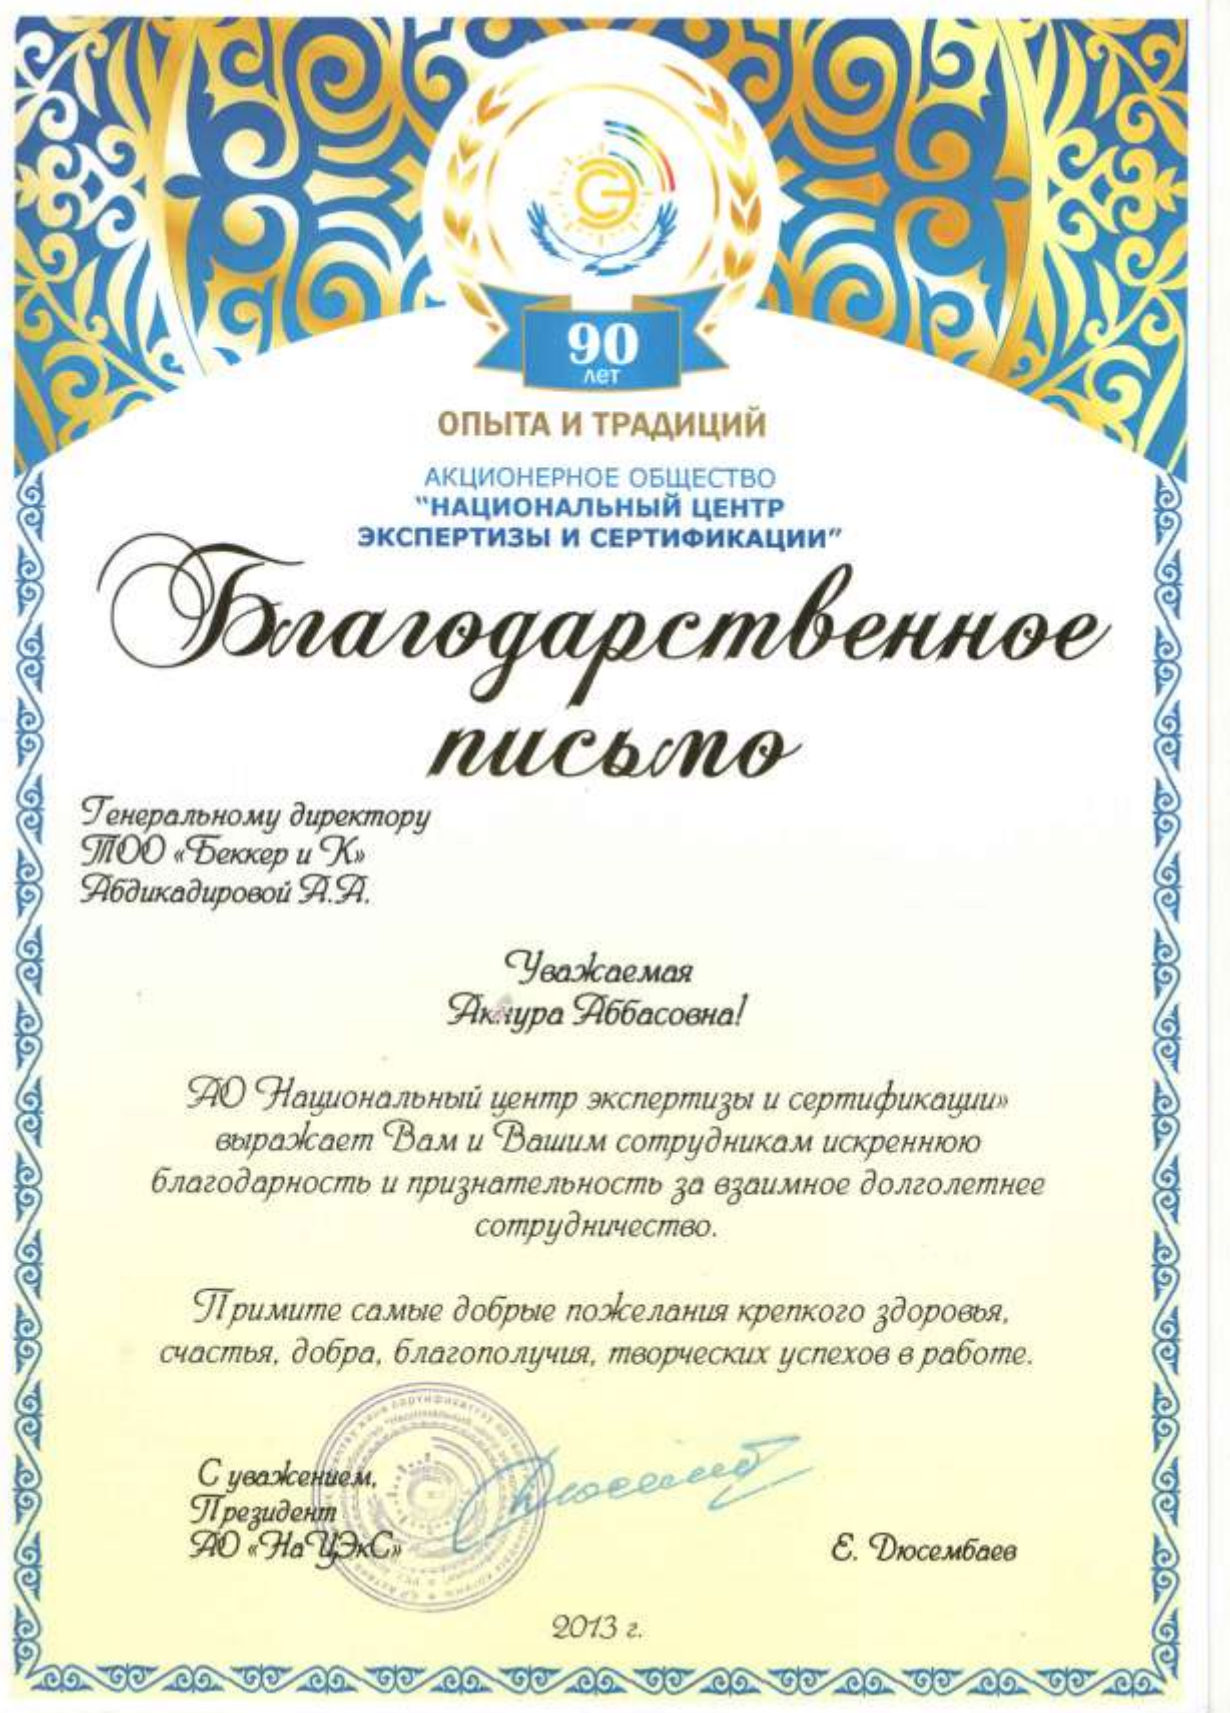 СЭ
90
лет
ОПЫТА И ТРАДИЦИЙ
АКЦИОНЕРНОЕ ОБЩЕСТВО
"НАЦИОНАЛЬНЫЙ ЦЕНТР
ЭКСПЕРТИЗЫ И СЕРТИФИКАЦИИ"
Благодарственное
письмо
Генеральному директору
ТОО «Беккер и К»
Абдикадировой А.А.
Уважаемая
Акнура Аббасовна!
АО Национальный центр экспертизы и сертификации»
выражает Вам и Вашим сотрудникам искреннюю
благодарность и признательность за взаимное долголетнее
сотрудничество.
Примите самые добрые пожелания крепкого здоровья,
счастья, добра, благополучия, творческих успехов в работе.
С уважением,
Президент
АО «НаЦЭкС»
Е. Дюсембаев
2013 г.